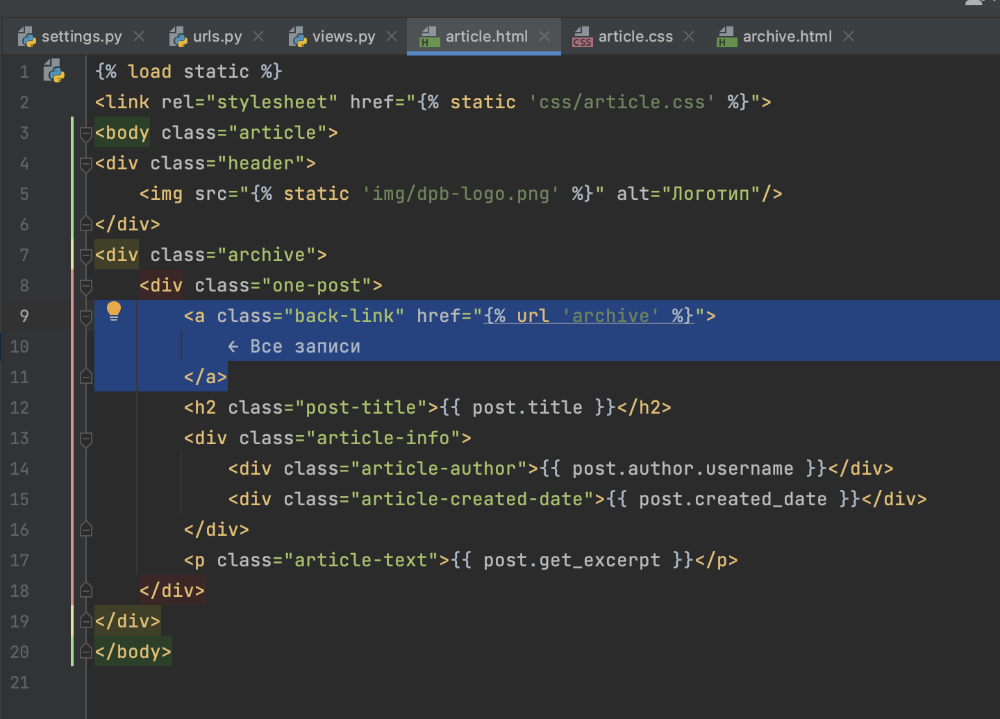 settings.py urls.py views.py article.html article.css archive.html
1 {% load static %}
2 <link rel="stylesheet" href="{% static 'css/article.css' %}">
3 <body class="article">
4 <div class="header">
5     <img src="{% static 'img/dpb-logo.png' %}" alt="Логотип"/>
6 </div>
7 <div class="archive">
8     <div class="one-post">
9         <a class="back-link" href="{% url 'archive' %}">
10             ← Все записи
11         </a>
12         <h2 class="post-title">{{ post.title }}</h2>
13         <div class="article-info">
14             <div class="article-author">{{ post.author.username }}</div>
15             <div class="article-created-date">{{ post.created_date }}</div>
16         </div>
17         <p class="article-text">{{ post.get_excerpt }}</p>
18     </div>
19 </div>
20 </body>
21